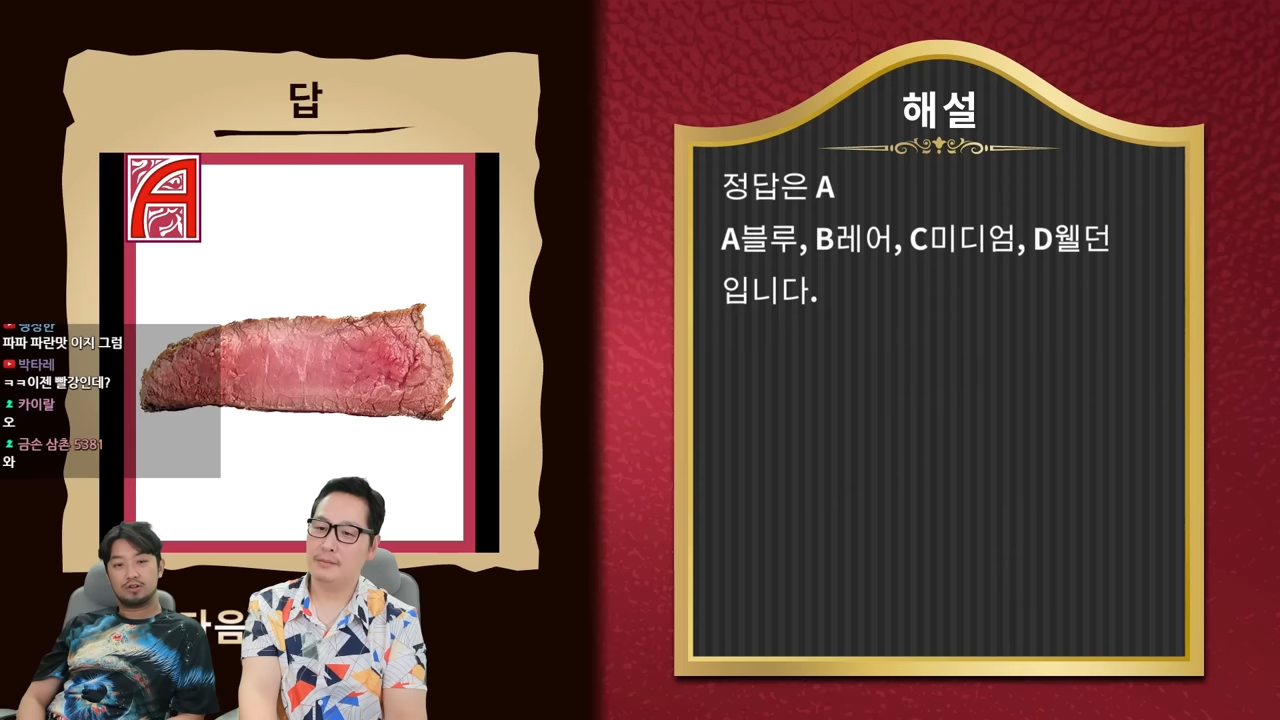 답
A
파파 파란맛 이지 그럼
박타레
ㅋㅋ이젠 빨강인데?
카이랄
오
금손 삼촌 5381
와
해설
정답은 A
A블루, B레어, C미디엄, D웰던
입니다.